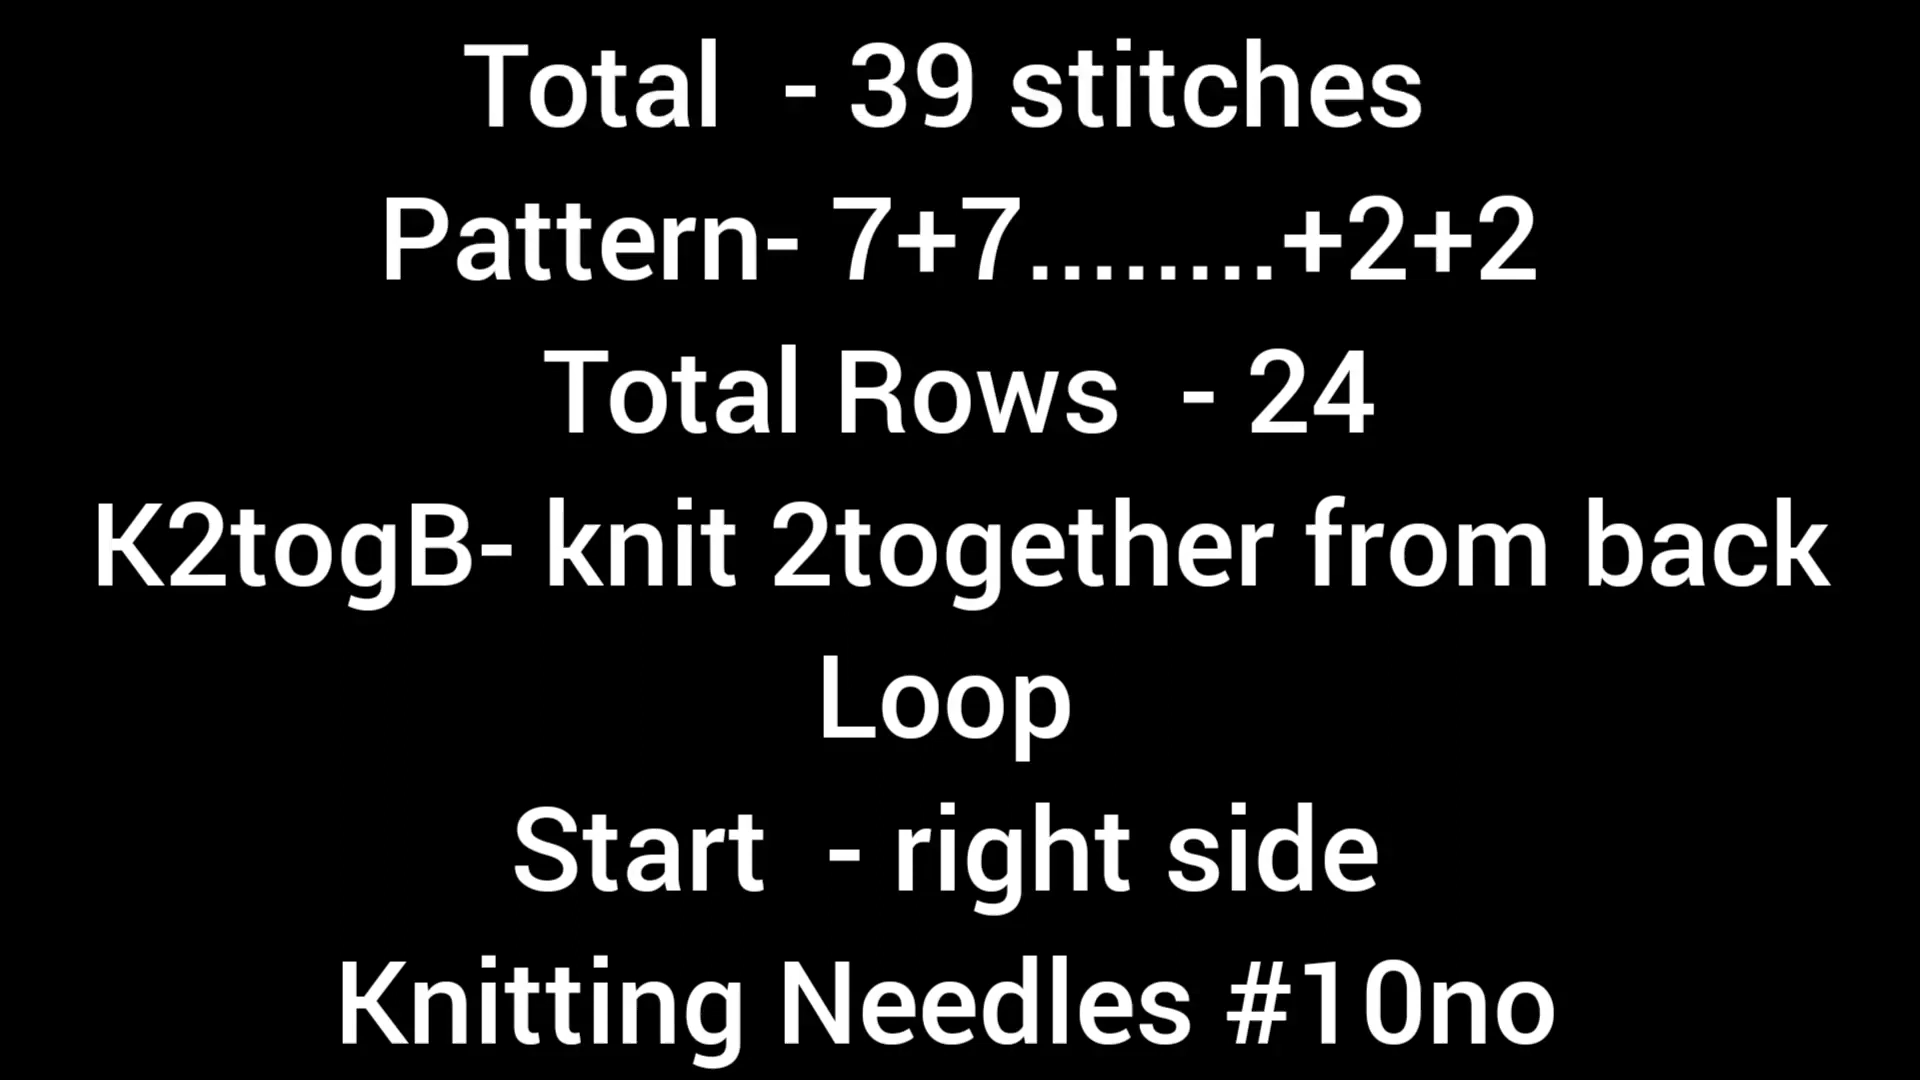 Total - 39 stitches
Pattern- 7+7........+2+2
Total Rows - 24
K2togB- knit 2together from back
Loop
Start - right side
Knitting Needles #10no